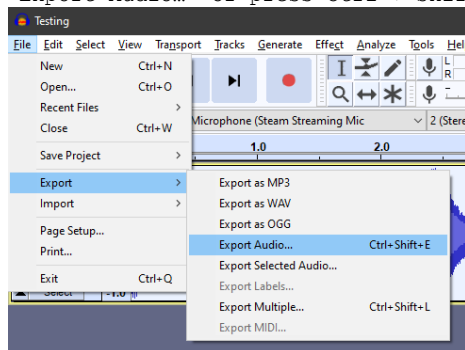 Export Audio…" or press Ctrl + Shift
Testing
File Edit Select View Transport Tracks Generate Effect Analyze Tools Hel
New Ctrl+N
Open... Ctrl+O
Recent Files >
Close Ctrl+W
Microphone (Steam Streaming Mic 2 (Stere
Save Project >
1.0 2.0
Export >
Import >
Page Setup...
Print...
Exit Ctrl+Q
Export as MP3
Export as WAV
Export as OGG
Export Audio... Ctrl+Shift+E
Export Selected Audio...
Export Labels...
Export Multiple... Ctrl+Shift+L
Export MIDI...
Select -1.0
L
R